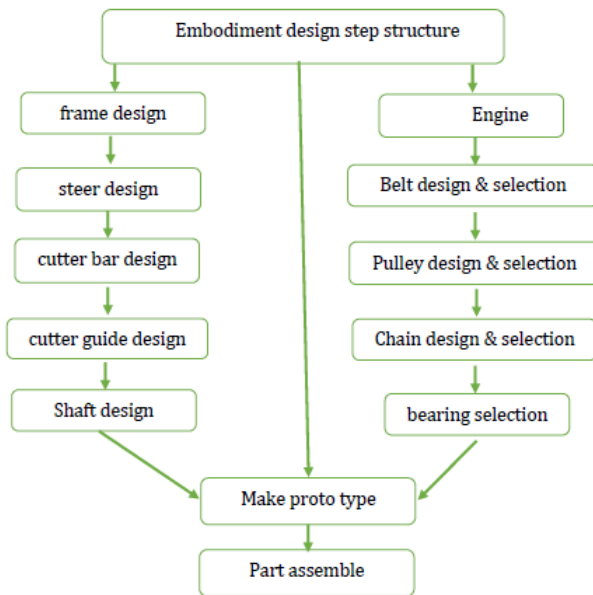 Embodiment design step structure
frame design
Engine
steer design
Belt design & selection
cutter bar design
Pulley design & selection
cutter guide design
Chain design & selection
Shaft design
bearing selection
Make proto type
Part assemble